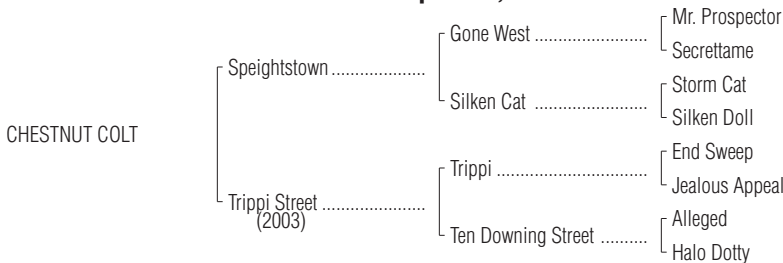 Mr. Prospector
Gone West
Secrettame
Speightstown
Storm Cat
Silken Cat
Silken Doll
CHESTNUT COLT
End Sweep
Trippi
Jealous Appeal
Trippi Street
(2003)
Alleged
Ten Downing Street
Halo Dotty